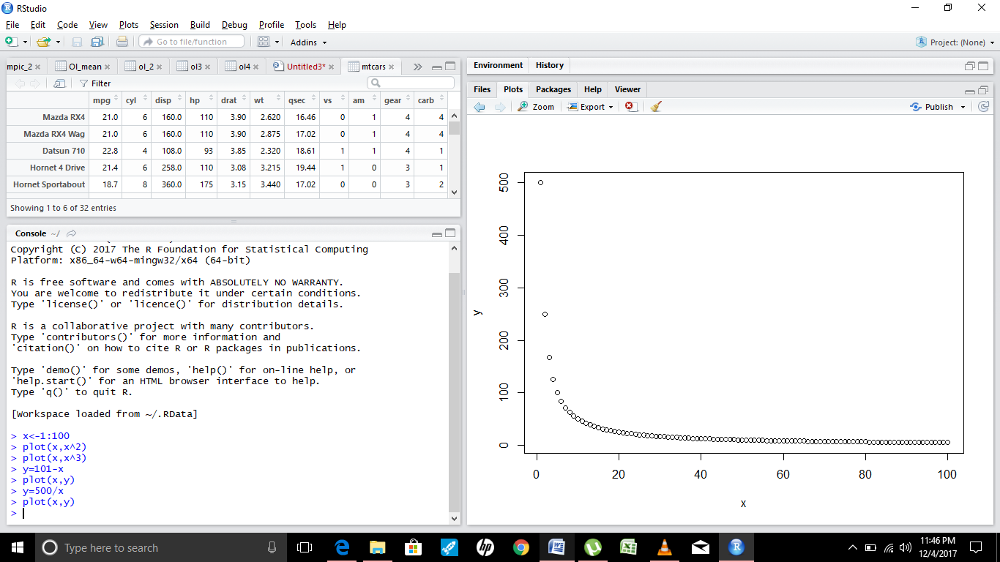 RStudio
File Edit Code View Plots Session Build Debug Profile Tools Help
Go to file/function Addins Project: (None)
mpic_2 Ol_mean ol_2 ol3 ol4 Untitled3* mtcars
Filter
mpg cyl disp hp drat wt qsec vs am gear carb
Mazda RX4 21.0 6 160.0 110 3.90 2.620 16.46 0 1 4 4
Mazda RX4 Wag 21.0 6 160.0 110 3.90 2.875 17.02 0 1 4 4
Datsun 710 22.8 4 108.0 93 3.85 2.320 18.61 1 1 4 1
Hornet 4 Drive 21.4 6 258.0 110 3.08 3.215 19.44 1 0 3 1
Hornet Sportabout 18.7 8 360.0 175 3.15 3.440 17.02 0 0 3 2
Showing 1 to 6 of 32 entries
Console ~/
Copyright (C) 2017 The R Foundation for Statistical Computing
Platform: x86_64-w64-mingw32/x64 (64-bit)
R is free software and comes with ABSOLUTELY NO WARRANTY.
You are welcome to redistribute it under certain conditions.
Type 'license()' or 'licence()' for distribution details.
R is a collaborative project with many contributors.
Type 'contributors()' for more information and
'citation()' on how to cite R or R packages in publications.
Type 'demo()' for some demos, 'help()' for on-line help, or
'help.start()' for an HTML browser interface to help.
Type 'q()' to quit R.
[Workspace loaded from ~/.RData]
> x<-1:100
> plot(x,x^2)
> plot(x,x^3)
> y=101-x
> plot(x,y)
> y=500/x
> plot(x,y)
>
Environment History
Files Plots Packages Help Viewer
Zoom Export Publish
500
400
300
200
100
0
y
0 20 40 60 80 100
x
Type here to search
hp
11:46 PM
12/4/2017